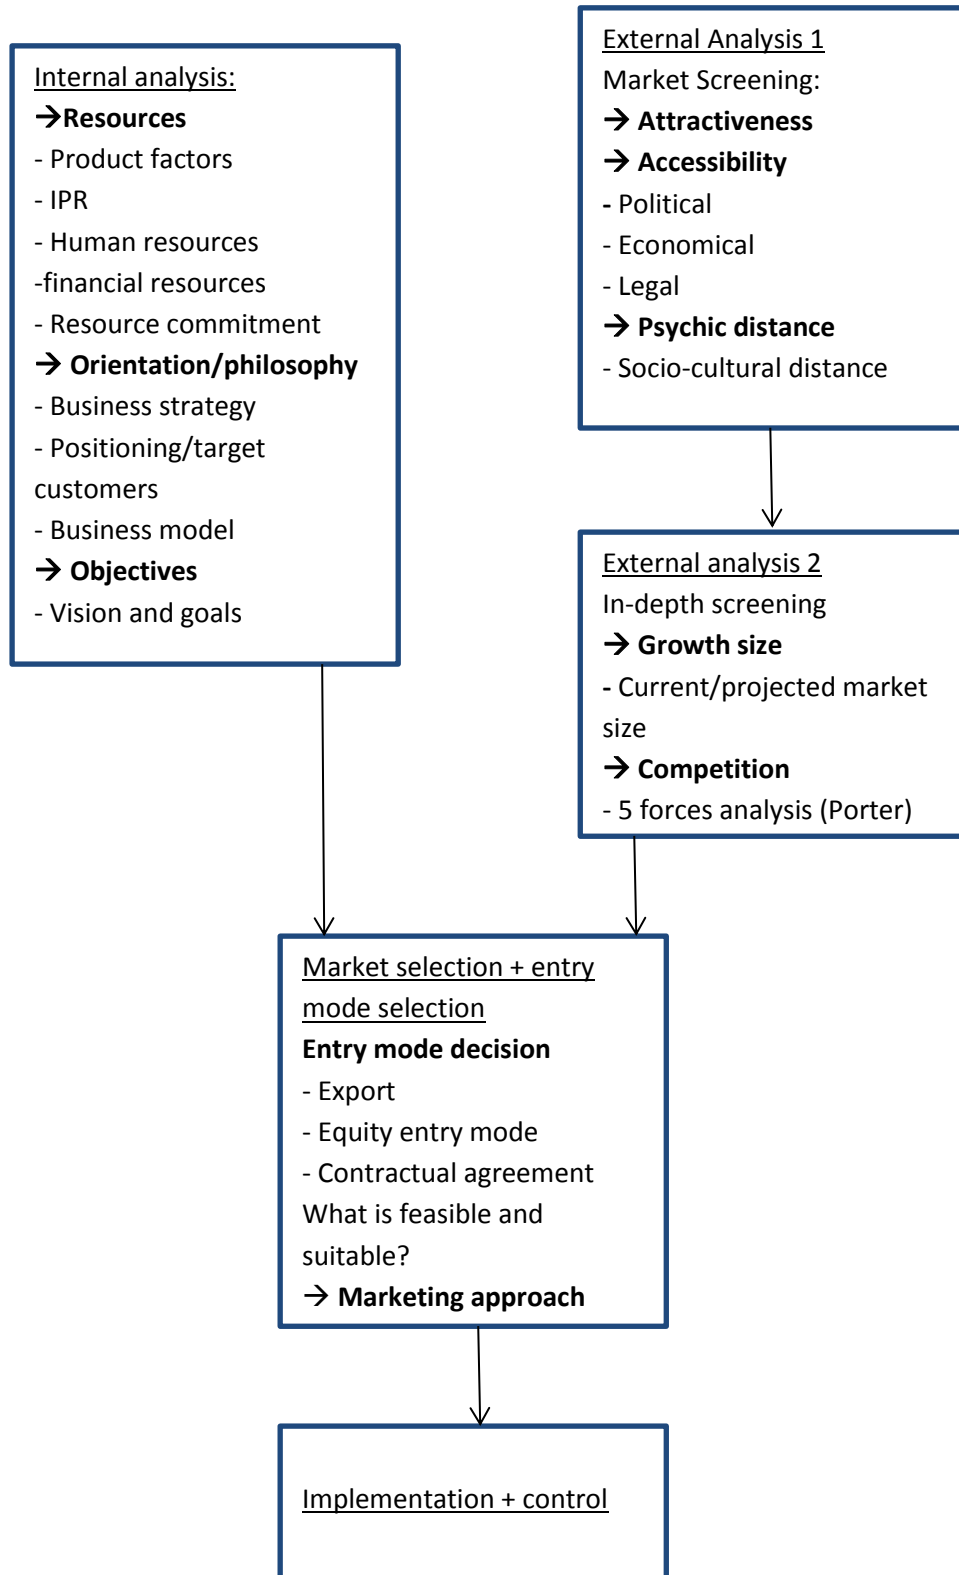 Internal analysis:
→Resources
- Product factors
- IPR
- Human resources
-financial resources
- Resource commitment
→ Orientation/philosophy
- Business strategy
- Positioning/target
customers
- Business model
→ Objectives
- Vision and goals
External Analysis 1
Market Screening:
→ Attractiveness
→ Accessibility
- Political
- Economical
- Legal
→ Psychic distance
- Socio-cultural distance
External analysis 2
In-depth screening
→ Growth size
- Current/projected market
size
→ Competition
- 5 forces analysis (Porter)
Market selection + entry
mode selection
Entry mode decision
- Export
- Equity entry mode
- Contractual agreement
What is feasible and
suitable?
→ Marketing approach
Implementation + control